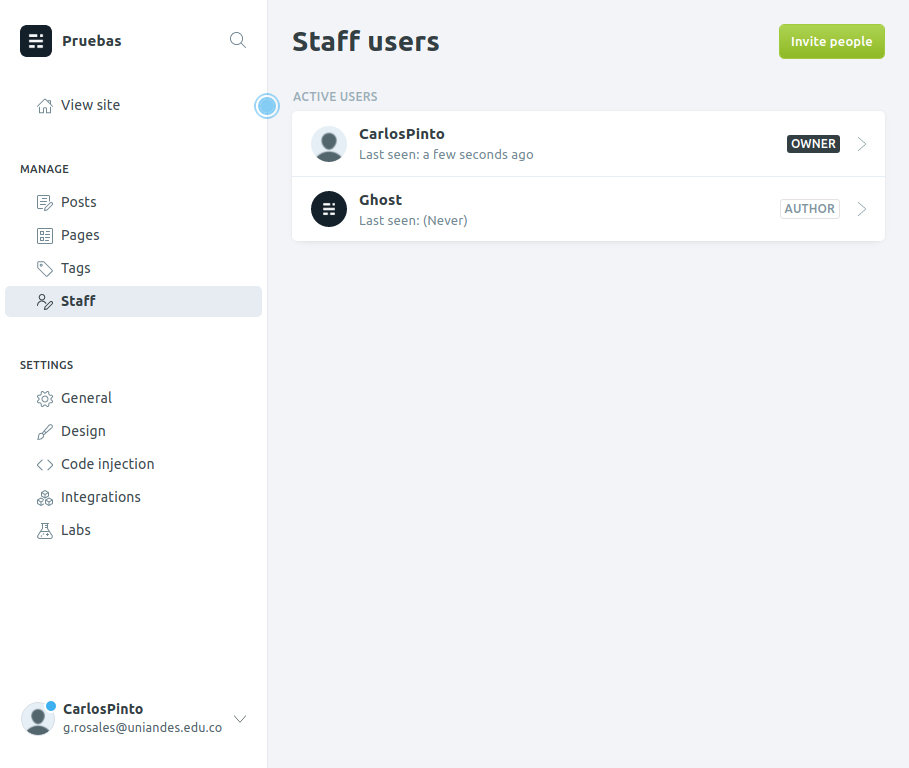 Pruebas
View site
MANAGE
Posts
Pages
Tags
Staff
SETTINGS
General
Design
Code injection
Integrations
Labs
CarlosPinto
g.rosales@uniandes.edu.co
Staff users
Invite people
ACTIVE USERS
CarlosPinto
Last seen: a few seconds ago
OWNER
Ghost
Last seen: (Never)
AUTHOR